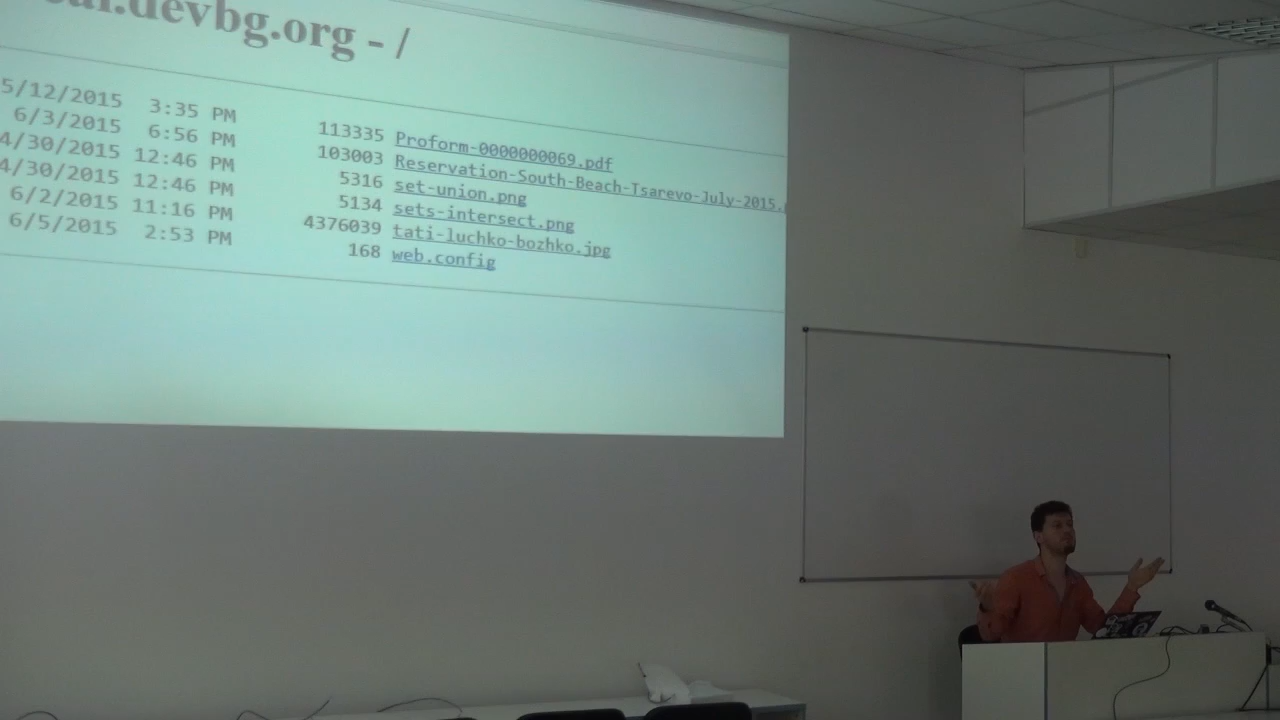 .devbg.org - /
5/12/2015 3:35 PM 113335 Proform-0000000069.pdf
6/3/2015 6:56 PM 103003 Reservation-South-Beach-Tsarevo-July-2015.
4/30/2015 12:46 PM 5316 set-union.png
4/30/2015 12:46 PM 5134 sets-intersect.png
6/2/2015 11:16 PM 4376039 tati-luchko-bozhko.jpg
6/5/2015 2:53 PM 168 web.config